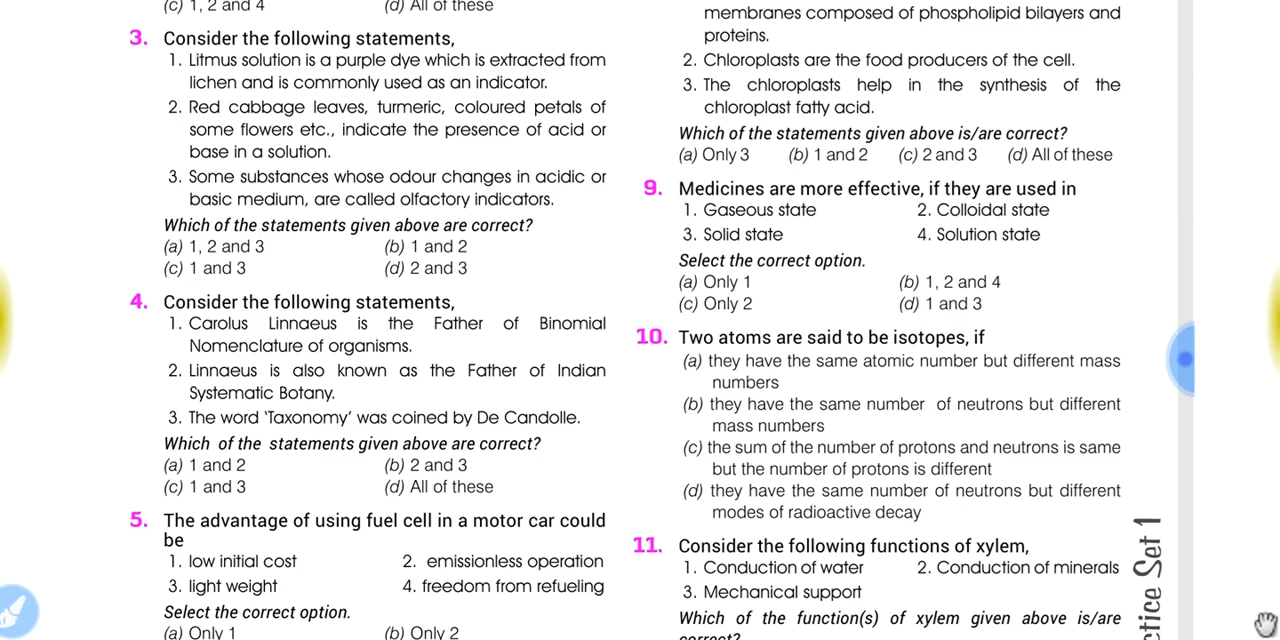 (c) 1, 2 and 4 (d) All of these
3. Consider the following statements,
1. Litmus solution is a purple dye which is extracted from
lichen and is commonly used as an indicator.
2. Red cabbage leaves, turmeric, coloured petals of
some flowers etc., indicate the presence of acid or
base in a solution.
3. Some substances whose odour changes in acidic or
basic medium, are called olfactory indicators.
Which of the statements given above are correct?
(a) 1, 2 and 3 (b) 1 and 2
(c) 1 and 3 (d) 2 and 3
4. Consider the following statements,
1. Carolus Linnaeus is the Father of Binomial
Nomenclature of organisms.
2. Linnaeus is also known as the Father of Indian
Systematic Botany.
3. The word ‘Taxonomy’ was coined by De Candolle.
Which of the statements given above are correct?
(a) 1 and 2 (b) 2 and 3
(c) 1 and 3 (d) All of these
5. The advantage of using fuel cell in a motor car could
be
1. low initial cost 2. emissionless operation
3. light weight 4. freedom from refueling
Select the correct option.
(a) Only 1 (b) Only 2
membranes composed of phospholipid bilayers and
proteins.
2. Chloroplasts are the food producers of the cell.
3. The chloroplasts help in the synthesis of the
chloroplast fatty acid.
Which of the statements given above is/are correct?
(a) Only 3 (b) 1 and 2 (c) 2 and 3 (d) All of these
9. Medicines are more effective, if they are used in
1. Gaseous state 2. Colloidal state
3. Solid state 4. Solution state
Select the correct option.
(a) Only 1 (b) 1, 2 and 4
(c) Only 2 (d) 1 and 3
10. Two atoms are said to be isotopes, if
(a) they have the same atomic number but different mass
numbers
(b) they have the same number of neutrons but different
mass numbers
(c) the sum of the number of protons and neutrons is same
but the number of protons is different
(d) they have the same number of neutrons but different
modes of radioactive decay
11. Consider the following functions of xylem,
1. Conduction of water 2. Conduction of minerals
3. Mechanical support
Which of the function(s) of xylem given above is/are
correct?
ctice Set 1